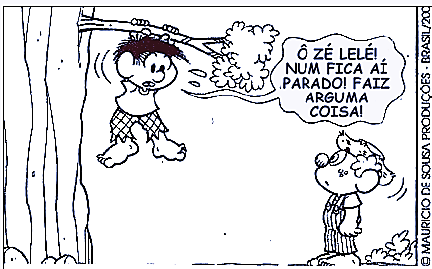 Ô ZÉ LELÉ!
NUM FICA AÍ
PARADO! FAIZ
ARGUMA
COISA!
© MAURICIO DE SOUSA PRODUÇÕES - BRASIL/200